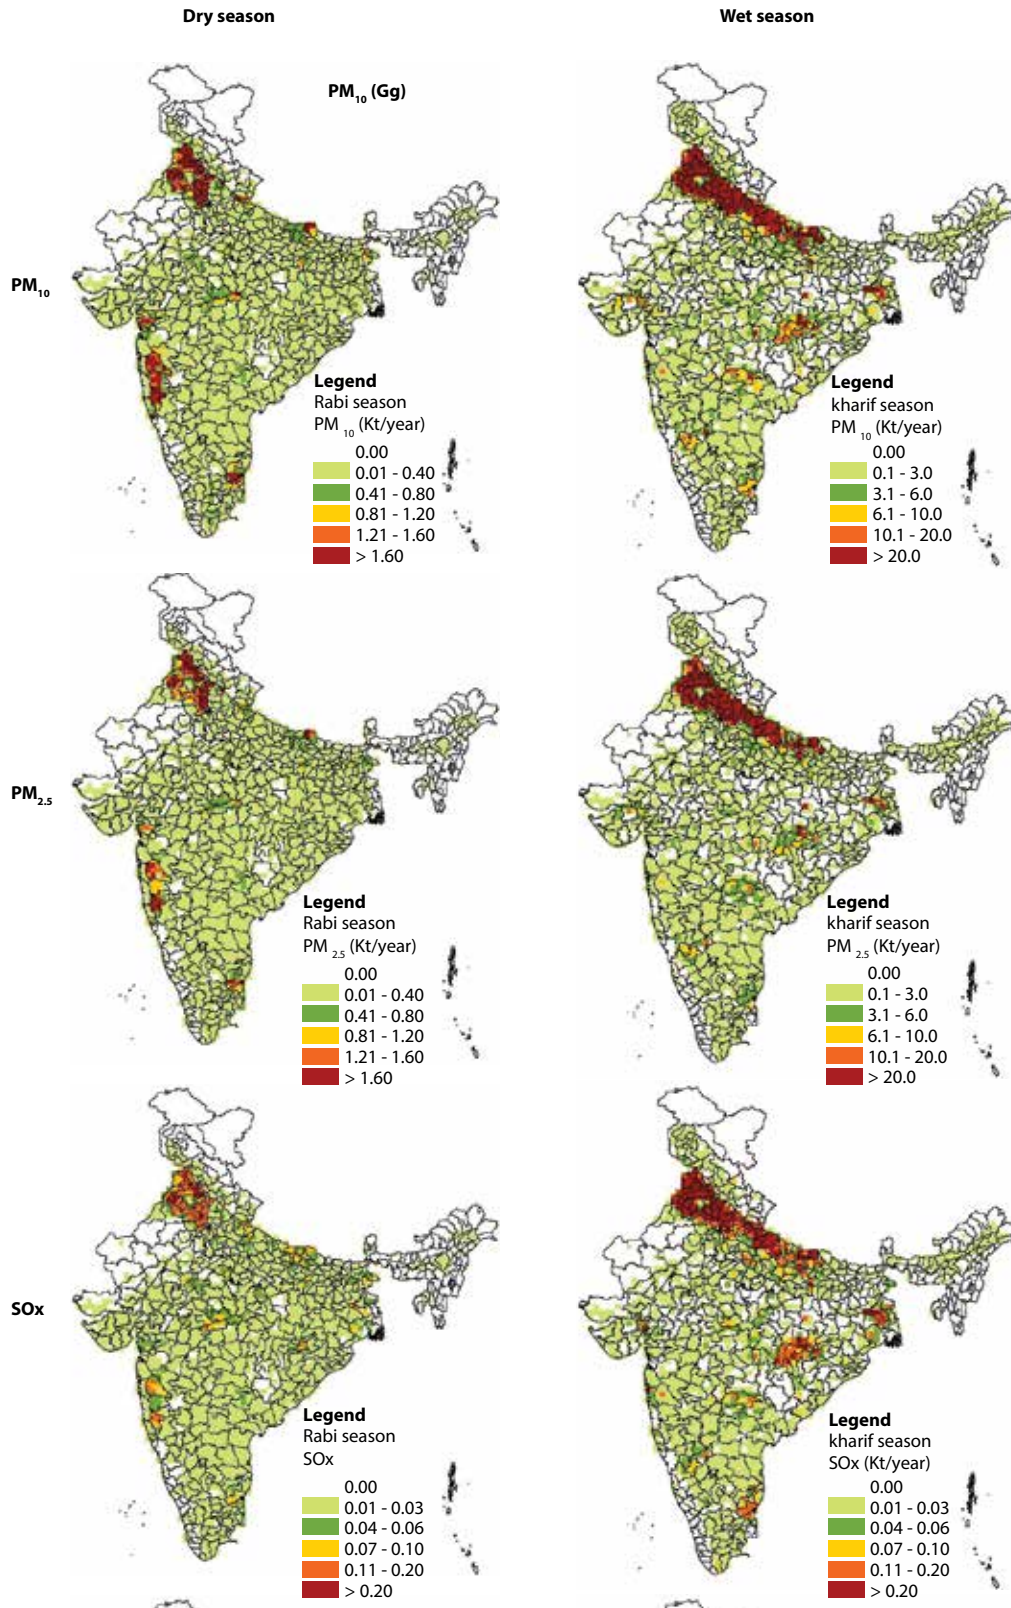 Dry season
Wet season
PM10 (Gg)
PM10
Legend
Rabi season
PM 10 (Kt/year)
0.00
0.01 - 0.40
0.41 - 0.80
0.81 - 1.20
1.21 - 1.60
> 1.60
Legend
kharif season
PM 10 (Kt/year)
0.00
0.1 - 3.0
3.1 - 6.0
6.1 - 10.0
10.1 - 20.0
> 20.0
PM2.5
Legend
Rabi season
PM 2.5 (Kt/year)
0.00
0.01 - 0.40
0.41 - 0.80
0.81 - 1.20
1.21 - 1.60
> 1.60
Legend
kharif season
PM 2.5 (Kt/year)
0.00
0.1 - 3.0
3.1 - 6.0
6.1 - 10.0
10.1 - 20.0
> 20.0
SOx
Legend
Rabi season
SOx
0.00
0.01 - 0.03
0.04 - 0.06
0.07 - 0.10
0.11 - 0.20
> 0.20
Legend
kharif season
SOx (Kt/year)
0.00
0.01 - 0.03
0.04 - 0.06
0.07 - 0.10
0.11 - 0.20
> 0.20